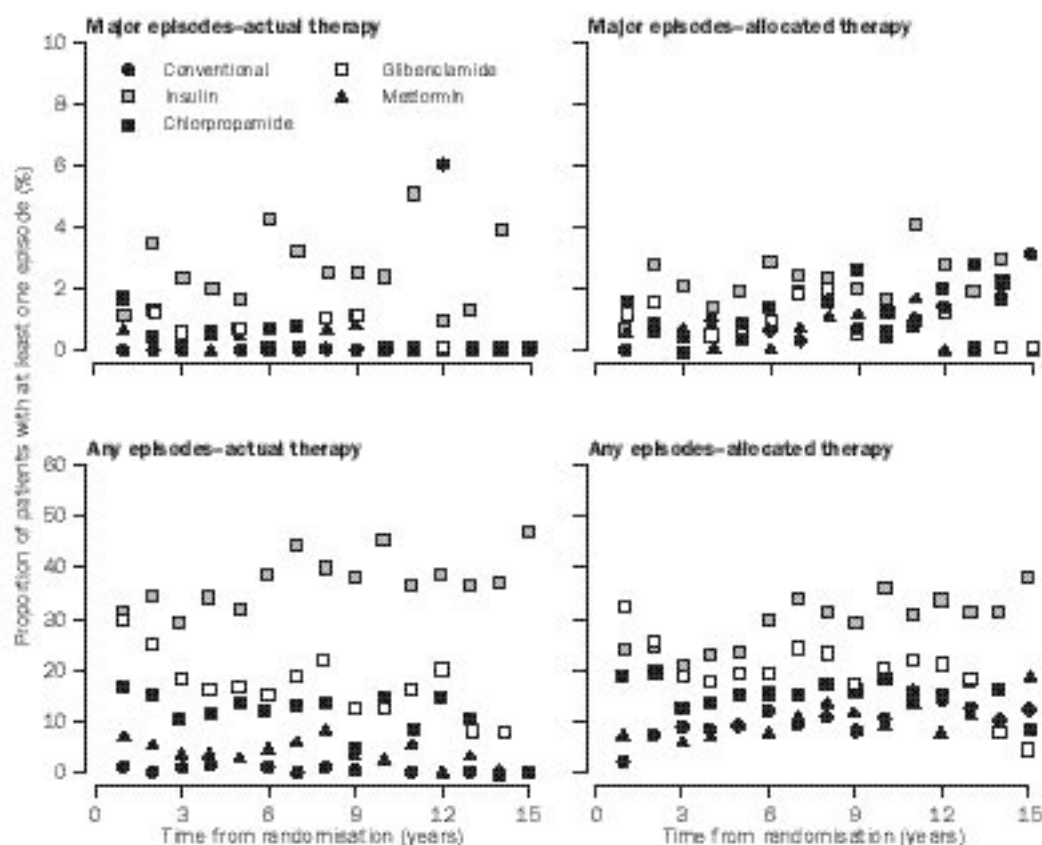 Major episodes–actual therapy
Major episodes–allocated therapy
10
8
6
4
2
0
Conventional
Insulin
Chlorpropamide
Glibenclamide
Metformin
Proportion of patients with at least one episode (%)
Any episodes–actual therapy
Any episodes–allocated therapy
60
50
40
30
20
10
0
0 3 6 9 12 15
0 3 6 9 12 15
Time from randomisation (years)
Time from randomisation (years)